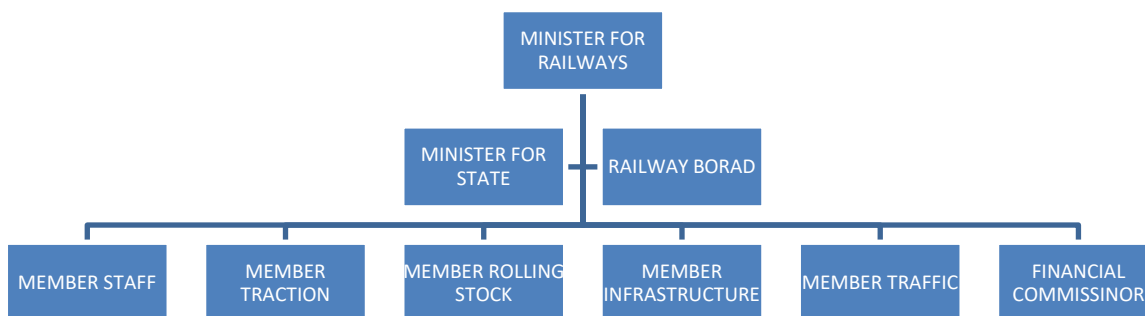 MINISTER FOR
RAILWAYS
MINISTER FOR
STATE
RAILWAY BORAD
MEMBER STAFF
MEMBER
TRACTION
MEMBER ROLLING
STOCK
MEMBER
INFRASTRUCTURE
MEMBER TRAFFIC
FINANCIAL
COMMISSINOR